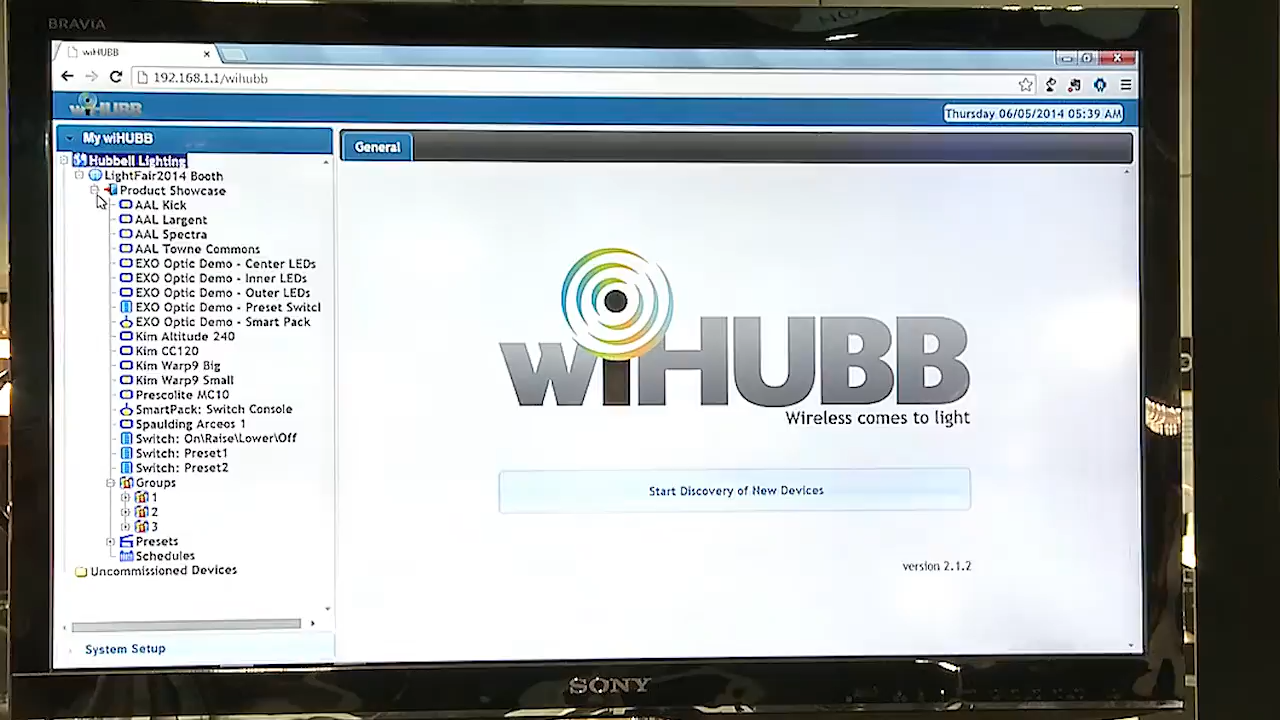 BRAVIA
wiHUBB
192.168.1.1/wihubb
wiHUBB
Thursday 06/05/2014 05:39 AM
My wiHUBB
General
Hubbell Lighting
LightFair2014 Booth
Product Showcase
AAL Kick
AAL Largent
AAL Spectra
AAL Towne Commons
EXO Optic Demo - Center LEDs
EXO Optic Demo - Inner LEDs
EXO Optic Demo - Outer LEDs
EXO Optic Demo - Preset Switcl
EXO Optic Demo - Smart Pack
Kim Altitude 240
Kim CC120
Kim Warp9 Big
Kim Warp9 Small
Prescolite MC10
SmartPack: Switch Console
Spaulding Arceos 1
Switch: On\Raise\Lower\Off
Switch: Preset1
Switch: Preset2
Groups
1
2
3
Presets
Schedules
Uncommissioned Devices
System Setup
wiHUBB
Wireless comes to light
Start Discovery of New Devices
version 2.1.2
SONY